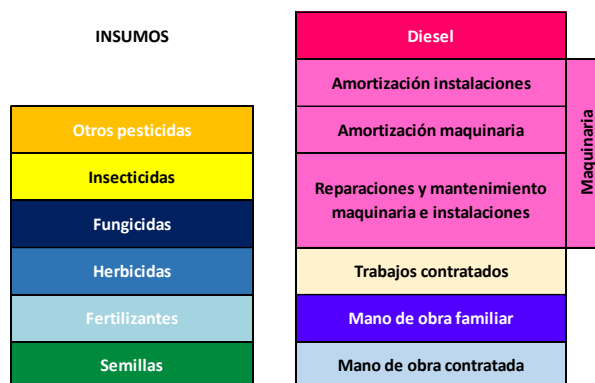 INSUMOS
Otros pesticidas
Insecticidas
Fungicidas
Herbicidas
Fertilizantes
Semillas
Diesel
Amortización instalaciones
Amortización maquinaria
Reparaciones y mantenimiento
maquinaria e instalaciones
Trabajos contratados
Mano de obra familiar
Mano de obra contratada
Maquinaria